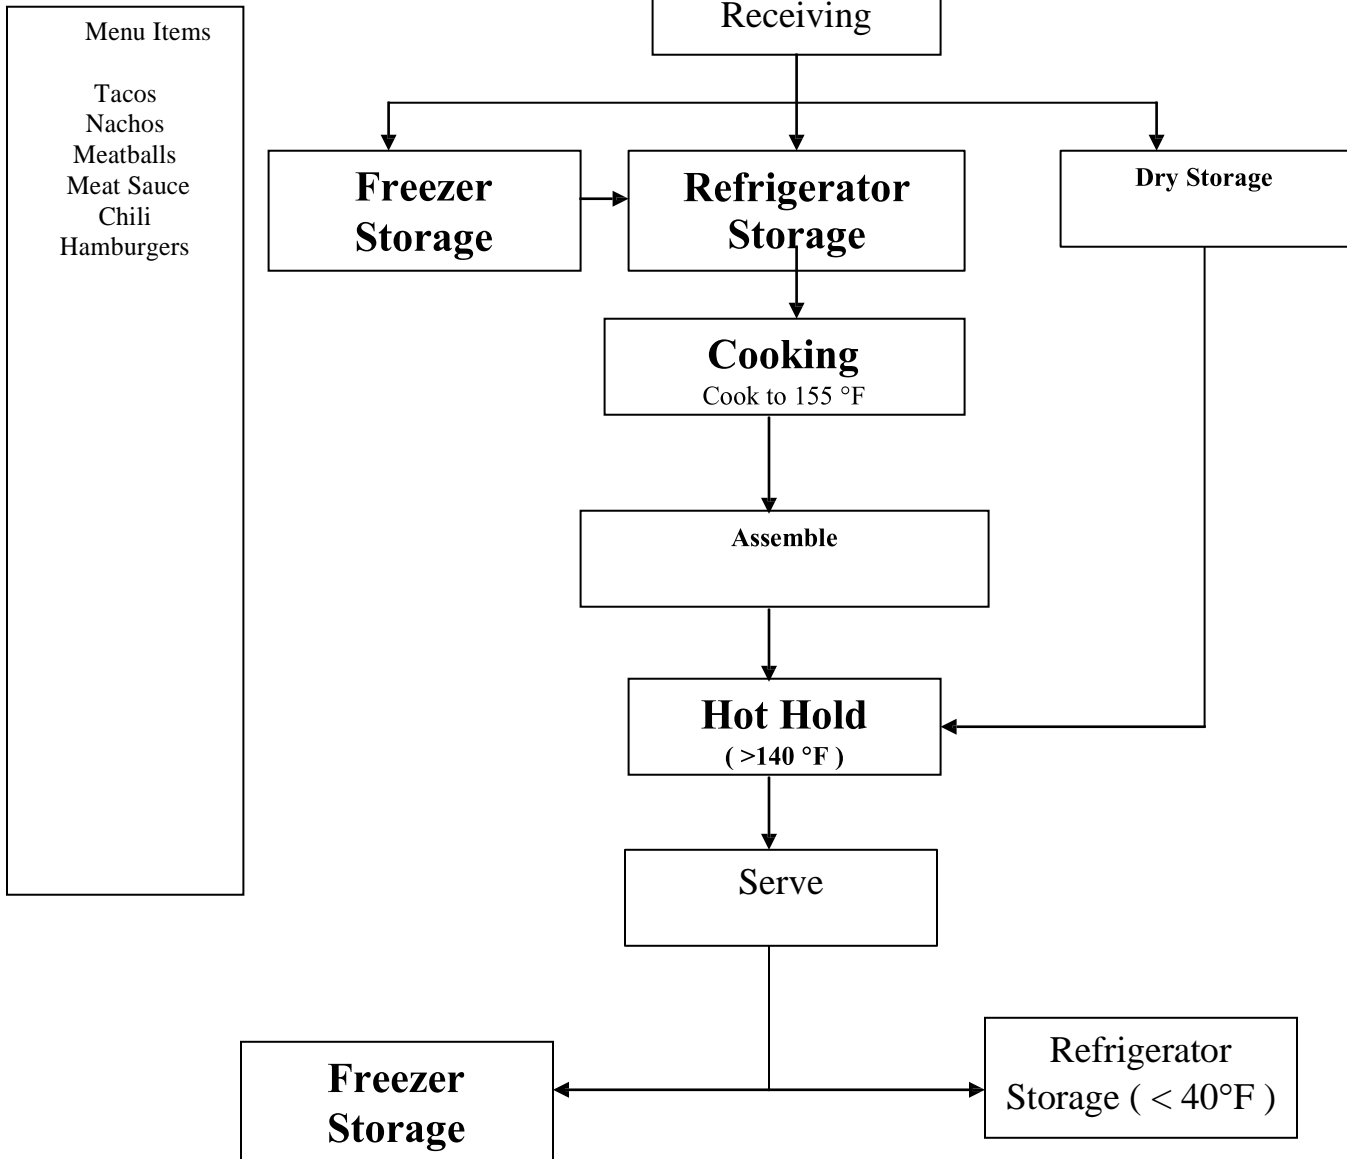 Menu Items
Tacos
Nachos
Meatballs
Meat Sauce
Chili
Hamburgers
Receiving
Freezer
Storage
Refrigerator
Storage
Dry Storage
Cooking
Cook to 155 °F
Assemble
Hot Hold
( >140 °F )
Serve
Freezer
Storage
Refrigerator
Storage ( < 40°F )